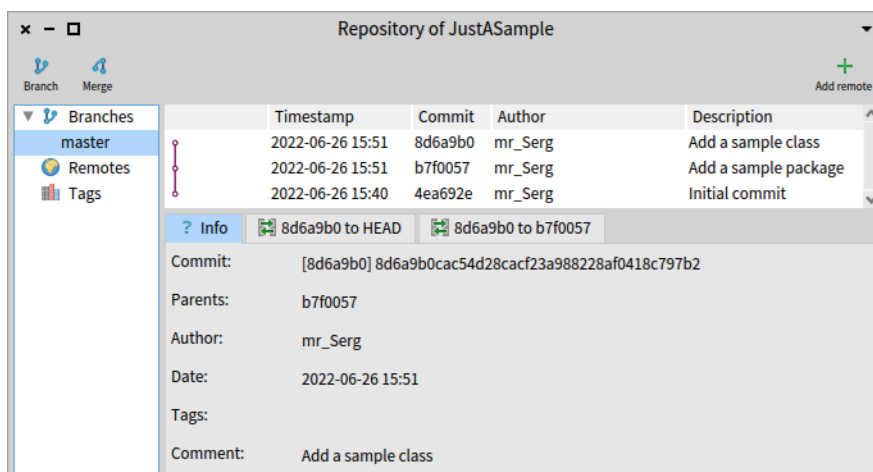 Repository of JustASample
Branch Merge Add remote
Branches Timestamp Commit Author Description
master 2022-06-26 15:51 8d6a9b0 mr_Serg Add a sample class
Remotes 2022-06-26 15:51 b7f0057 mr_Serg Add a sample package
Tags 2022-06-26 15:40 4ea692e mr_Serg Initial commit
? Info 8d6a9b0 to HEAD 8d6a9b0 to b7f0057
Commit: [8d6a9b0] 8d6a9b0cac54d28cacf23a988228af0418c797b2
Parents: b7f0057
Author: mr_Serg
Date: 2022-06-26 15:51
Tags:
Comment: Add a sample class